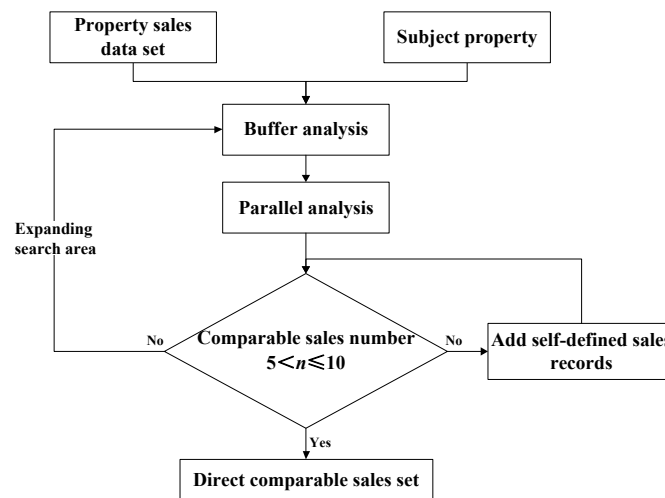 Property sales
data set
Subject property
Buffer analysis
Parallel analysis
Expanding
search area
No
Comparable sales number
5<n≤10
No
Add self-defined sales
records
Yes
Direct comparable sales set